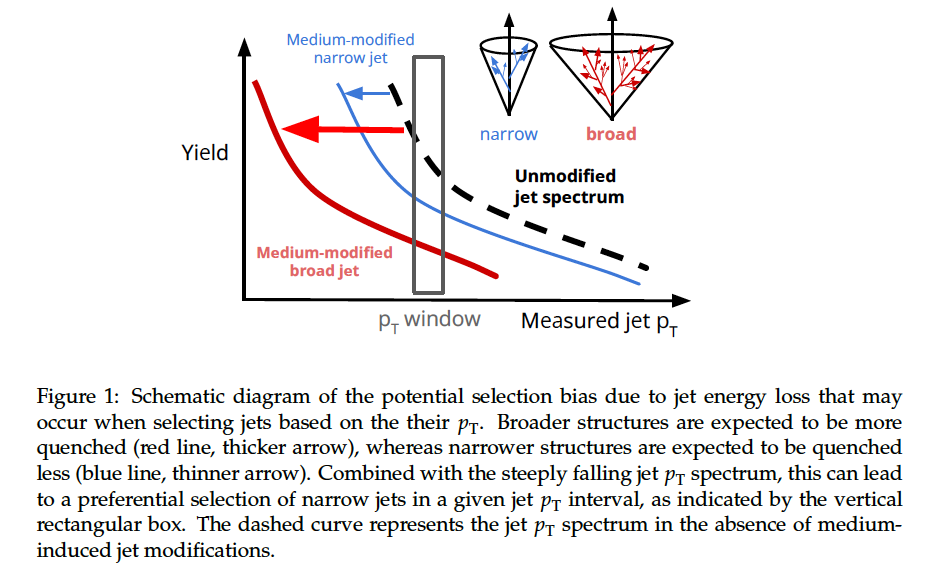 Medium-modified
narrow jet
narrow
broad
Yield
Unmodified
jet spectrum
Medium-modified
broad jet
pT window
Measured jet pT
Figure 1: Schematic diagram of the potential selection bias due to jet energy loss that may
occur when selecting jets based on the their pT. Broader structures are expected to be more
quenched (red line, thicker arrow), whereas narrower structures are expected to be quenched
less (blue line, thinner arrow). Combined with the steeply falling jet pT spectrum, this can lead
to a preferential selection of narrow jets in a given jet pT interval, as indicated by the vertical
rectangular box. The dashed curve represents the jet pT spectrum in the absence of medium-
induced jet modifications.